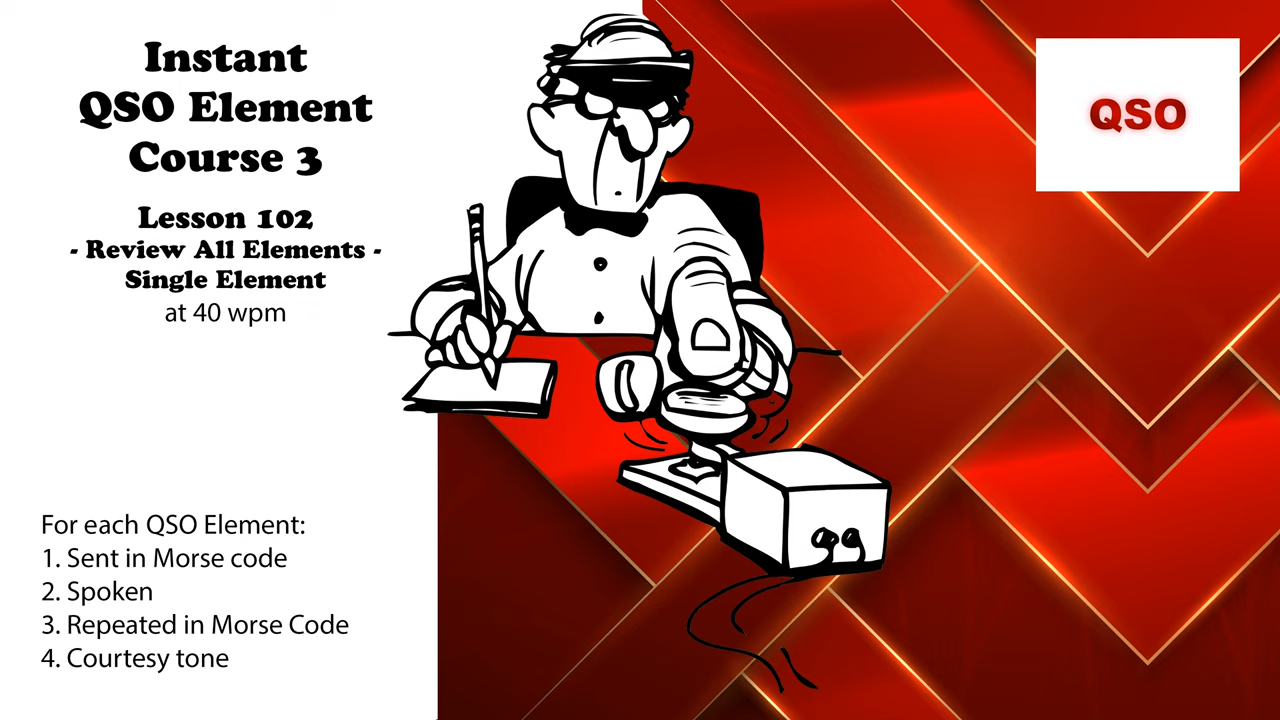 Instant
QSO Element
Course 3
Lesson 102
- Review All Elements -
Single Element
at 40 wpm
QSO
For each QSO Element:
1. Sent in Morse code
2. Spoken
3. Repeated in Morse Code
4. Courtesy tone